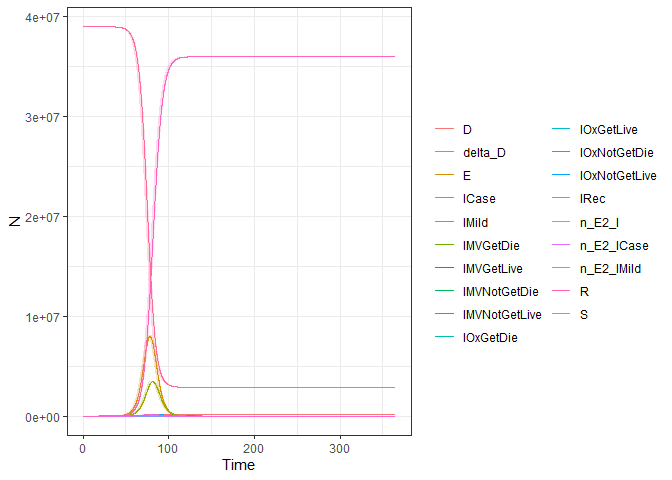 4e+07
3e+07
2e+07
1e+07
0e+00
N
0
100
200
300
Time
D
delta_D
E
ICase
IMild
IMVGetDie
IMVGetLive
IMVNotGetDie
IMVNotGetLive
IOxGetDie
IOxGetLive
IOxNotGetDie
IOxNotGetLive
IRec
n_E2_I
n_E2_ICase
n_E2_IMild
R
S